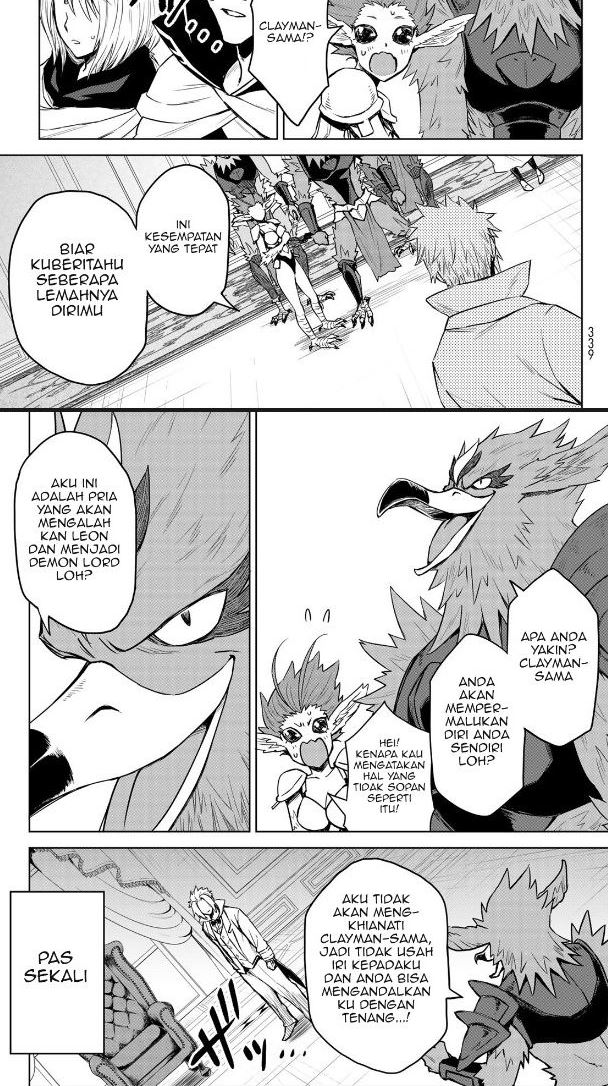 CLAYMAN-
SAMA!?
INI
KESEMPATAN
YANG TEPAT
BIAR
KUBERITAHU
SEBERAPA
LEMAHNYA
DIRIMU
339
APA ANDA
YAKIN?
CLAYMAN-
SAMA
ANDA
AKAN
MEMPER-
MALUKAN
DIRI ANDA
SENDIRI
LOH?
HEI!
KENAPA KAU
MENGATAKAN
HAL YANG
TIDAK SOPAN
SEPERTI
ITU!
AKU INI
ADALAH PRIA
YANG AKAN
MENGALAH
KAN LEON
DAN MENJADI
DEMON LORD
LOH?
AKU TIDAK
AKAN MENG-
KHIANATI
CLAYMAN-SAMA,
JADI TIDAK USAH
IRI KEPADAKU
DAN ANDA BISA
MENGANDALKAN
KU DENGAN
TENANG...!
PAS
SEKALI